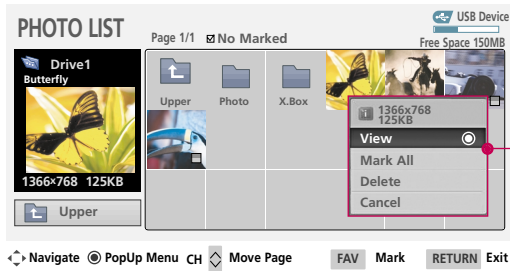 PHOTO LIST
Page 1/1 No Marked
USB Device
Free Space 150MB
Drive1
Butterfly
1366x768 125KB
Upper
Upper Photo X.Box
1366x768
125KB
View
Mark All
Delete
Cancel
Navigate PopUp Menu CH Move Page FAV Mark RETURN Exit